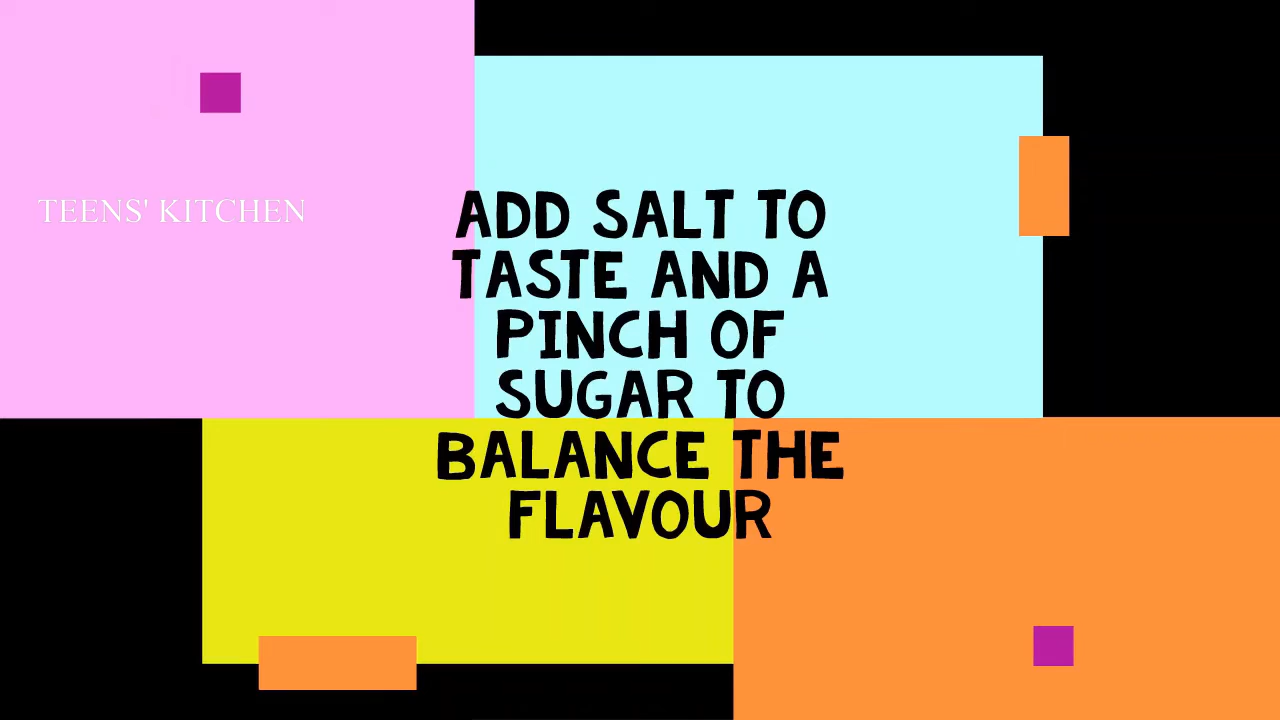 TEENS' KITCHEN
ADD SALT TO
TASTE AND A
PINCH OF
SUGAR TO
BALANCE THE
FLAVOUR